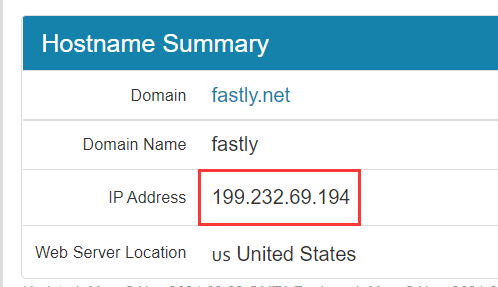 Hostname Summary
Domain fastly.net
Domain Name fastly
IP Address 199.232.69.194
Web Server Location us United States